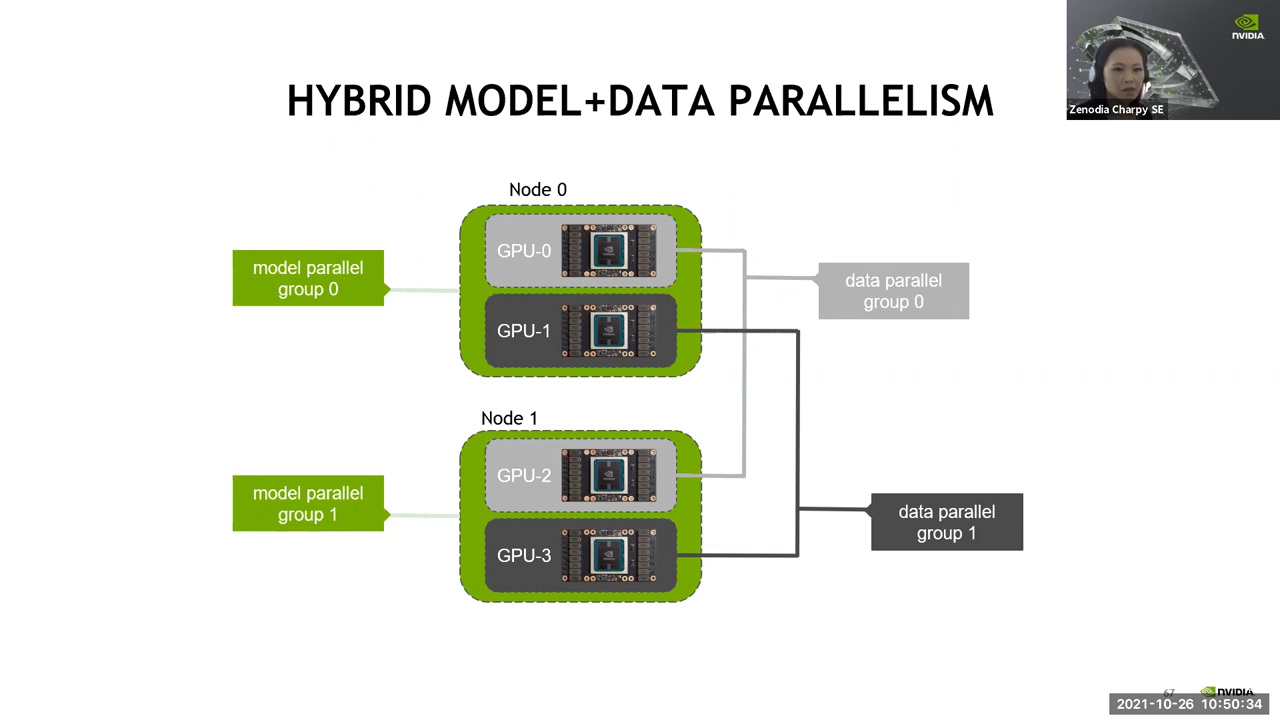 NVIDIA.
Zenodia Charpy SE
HYBRID MODEL+DATA PARALLELISM
Node 0
GPU-0
GPU-1
model parallel
group 0
data parallel
group 0
Node 1
GPU-2
GPU-3
model parallel
group 1
data parallel
group 1
67
NVIDIA.
2021-10-26 10:50:34